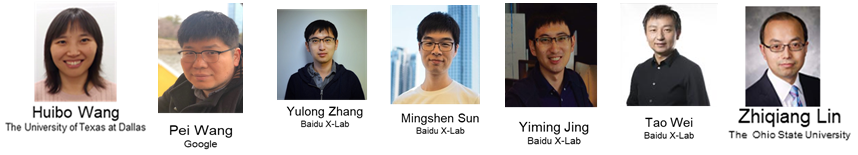 Huibo Wang
The University of Texas at Dallas
Pei Wang
Google
Yulong Zhang
Baidu X-Lab
Mingshen Sun
Baidu X-Lab
Yiming Jing
Baidu X-Lab
Tao Wei
Baidu X-Lab
Zhiqiang Lin
The Ohio State University